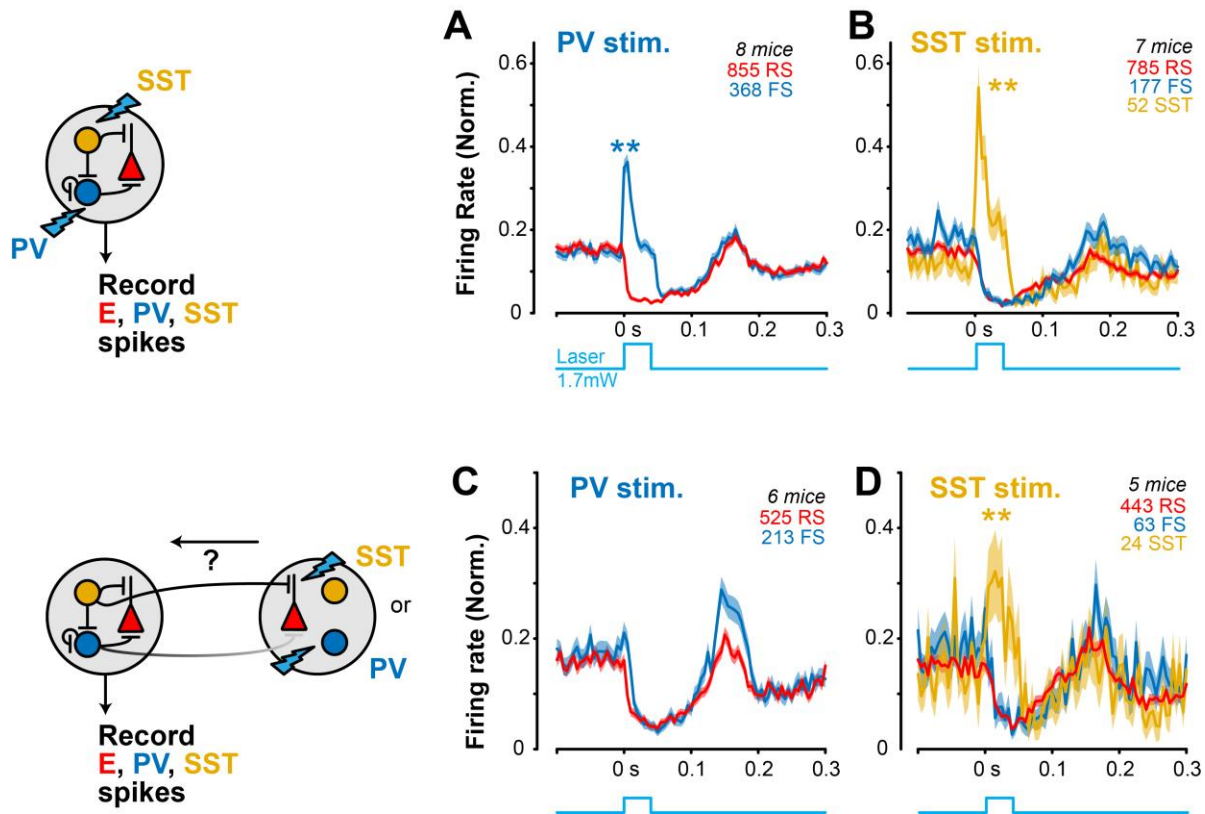 SST
PV
Record
E, PV, SST
spikes
A
PV stim.
8 mice
855 RS
368 FS
**
Firing Rate (Norm.)
0.6
0.4
0.2
0
0 s 0.1 0.2 0.3
Laser
1.7mW
B
SST stim.
7 mice
785 RS
177 FS
52 SST
**
0.6
0.4
0.2
0
0 s 0.1 0.2 0.3
?
SST
or
PV
Record
E, PV, SST
spikes
C
PV stim.
6 mice
525 RS
213 FS
Firing rate (Norm.)
0.4
0.2
0
0 s 0.1 0.2 0.3
D
SST stim.
5 mice
443 RS
63 FS
24 SST
**
0.4
0.2
0
0 s 0.1 0.2 0.3